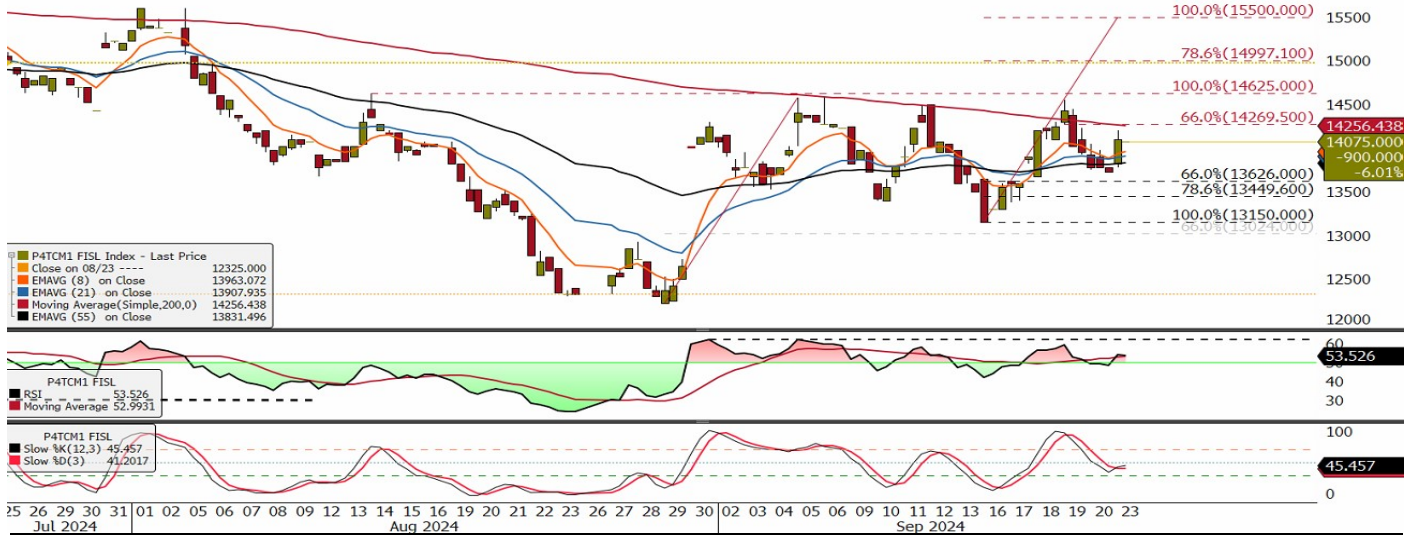 100.0%(15500.000)
15500
78.6%(14997.100)
15000
100.0%(14625.000)
14500
66.0%(14269.500)
14256.438
14075.000
-900.000
-6.01%
66.0%(13626.000)
78.6%(13449.600)
13500
100.0%(13150.000)
66.0%(13024.000)
13000
12500
12000
P4TCM1 FISL Index - Last Price
Close on 08/23 ---- 12325.000
EMAVG (8) on Close 13963.072
EMAVG (21) on Close 13907.935
Moving Average(Simple,200,0) 14256.438
EMAVG (55) on Close 13831.496
60
53.526
40
30
P4TCM1 FISL
RSI 53.526
Moving Average 52.9931
P4TCM1 FISL
Slow %K(12,3) 45.457
Slow %D(3) 41.2017
100
45.457
0
25 26 29 30 31 01 02 05 06 07 08 09 12 13 14 15 16 19 20 21 22 23 26 27 28 29 30 02 03 04 05 06 09 10 11 12 13 16 17 18 19 20 23
Jul 2024 Aug 2024 Sep 2024